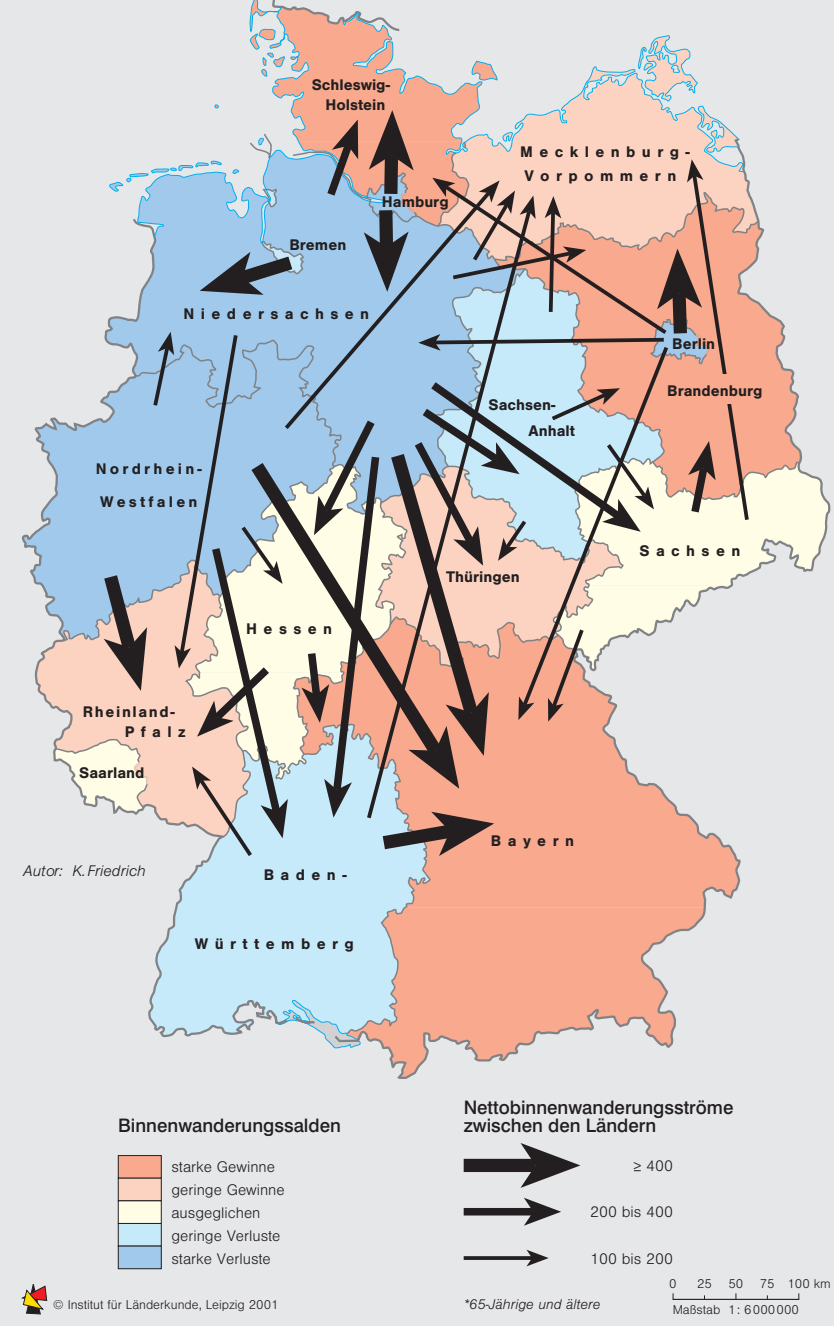 Schleswig-
Holstein
Mecklenburg-
Vorpommern
Hamburg
Bremen
Niedersachsen
Berlin
Brandenburg
Sachsen-
Anhalt
Nordrhein-
Westfalen
Sachsen
Thüringen
Hessen
Rheinland-
Pfalz
Saarland
Bayern
Autor: K. Friedrich
Baden-
Württemberg
Binnenwanderungssalden
starke Gewinne
geringe Gewinne
ausgeglichen
geringe Verluste
starke Verluste
Nettobinnenwanderungsströme
zwischen den Ländern
≥ 400
200 bis 400
100 bis 200
© Institut für Länderkunde, Leipzig 2001
*65-Jährige und ältere
0 25 50 75 100 km
Maßstab 1 : 6000000